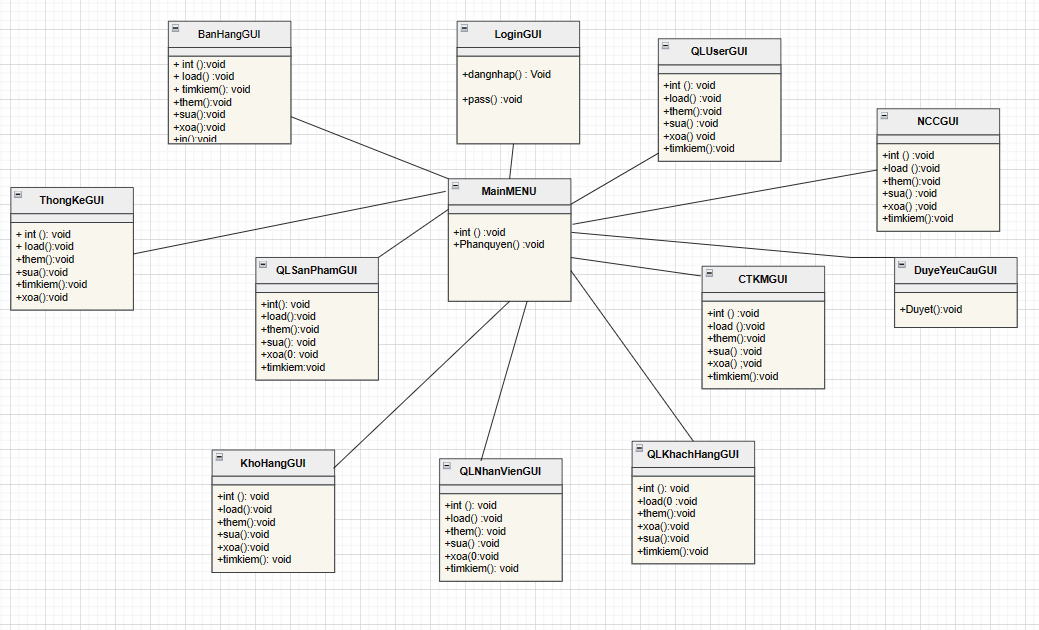 BanHangGUI
+ int ():void
+ load() :void
+ timkiem(): void
+them():void
+sua():void
+xoa():void
+in():void
LoginGUI
+dangnhap() : Void
+pass() :void
QLUserGUI
+int (): void
+load() :void
+them():void
+sua() :void
+xoa() void
+timkiem():void
NCCGUI
+int () :void
+load ():void
+them():void
+sua() :void
+xoa() ;void
+timkiem():void
ThongKeGUI
+ int (): void
+ load():void
+them():void
+sua():void
+timkiem():void
+xoa():void
MainMENU
+int () :void
+Phanquyen() :void
QLSanPhamGUI
+int(): void
+load():void
+them():void
+sua(): void
+xoa(0: void
+timkiem:void
CTKMGUI
+int () :void
+load ():void
+them():void
+sua() :void
+xoa() ;void
+timkiem():void
DuyeYeuCauGUI
+Duyet():void
KhoHangGUI
+int (): void
+load():void
+them():void
+sua():void
+xoa():void
+timkiem(): void
QLNhanVienGUI
+int (): void
+load() :void
+them(): void
+sua() :void
+xoa(0:void
+timkiem(): void
QLKhachHangGUI
+int (): void
+load(0 :void
+them():void
+xoa():void
+sua():void
+timkiem():void